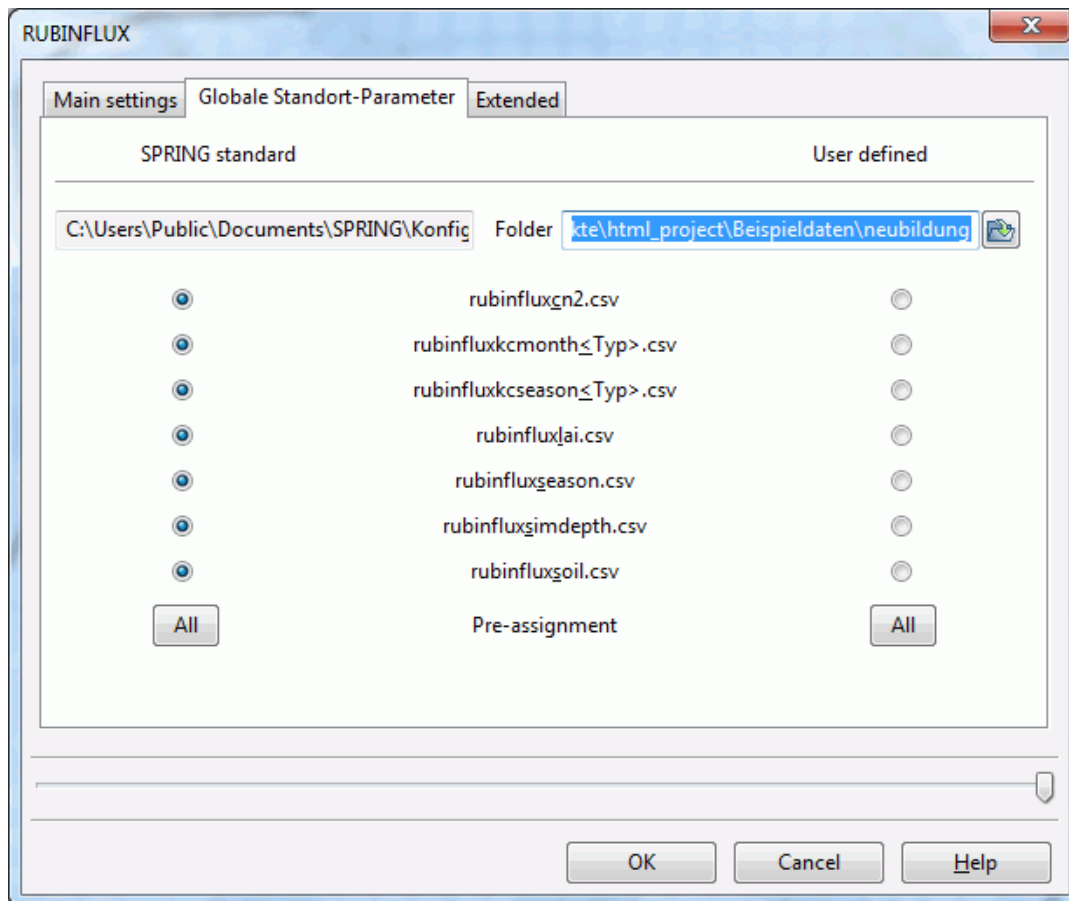 RUBINFLUX
Main settings Globale Standort-Parameter Extended
SPRING standard User defined
C:\Users\Public\Documents\SPRING\Konfig Folder kte\html_project\Beispieldaten\neubildung
rubinfluxcn2.csv
rubinfluxkcmonth<Typ>.csv
rubinfluxkcseason<Typ>.csv
rubinfluxlai.csv
rubinfluxseason.csv
rubinfluxsimdepth.csv
rubinfluxsoil.csv
All Pre-assignment All
OK Cancel Help